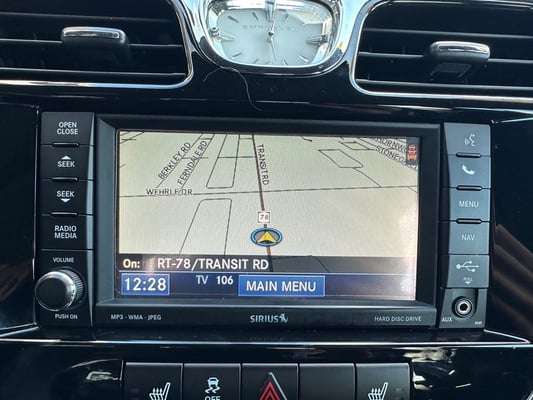 OPEN
CLOSE
SEEK
SEEK
RADIO
MEDIA
VOLUME
PUSH ON
BERKLEY RD
FERNDALE RD
WEHRLE DR
TRANSIT RD
78
On: RT-78/TRANSIT RD
12:28
TV 106
MAIN MENU
MP3 · WMA · JPEG
SIRIUS
HARD DISC DRIVE
MENU
NAV
PULL
AUX
OFF